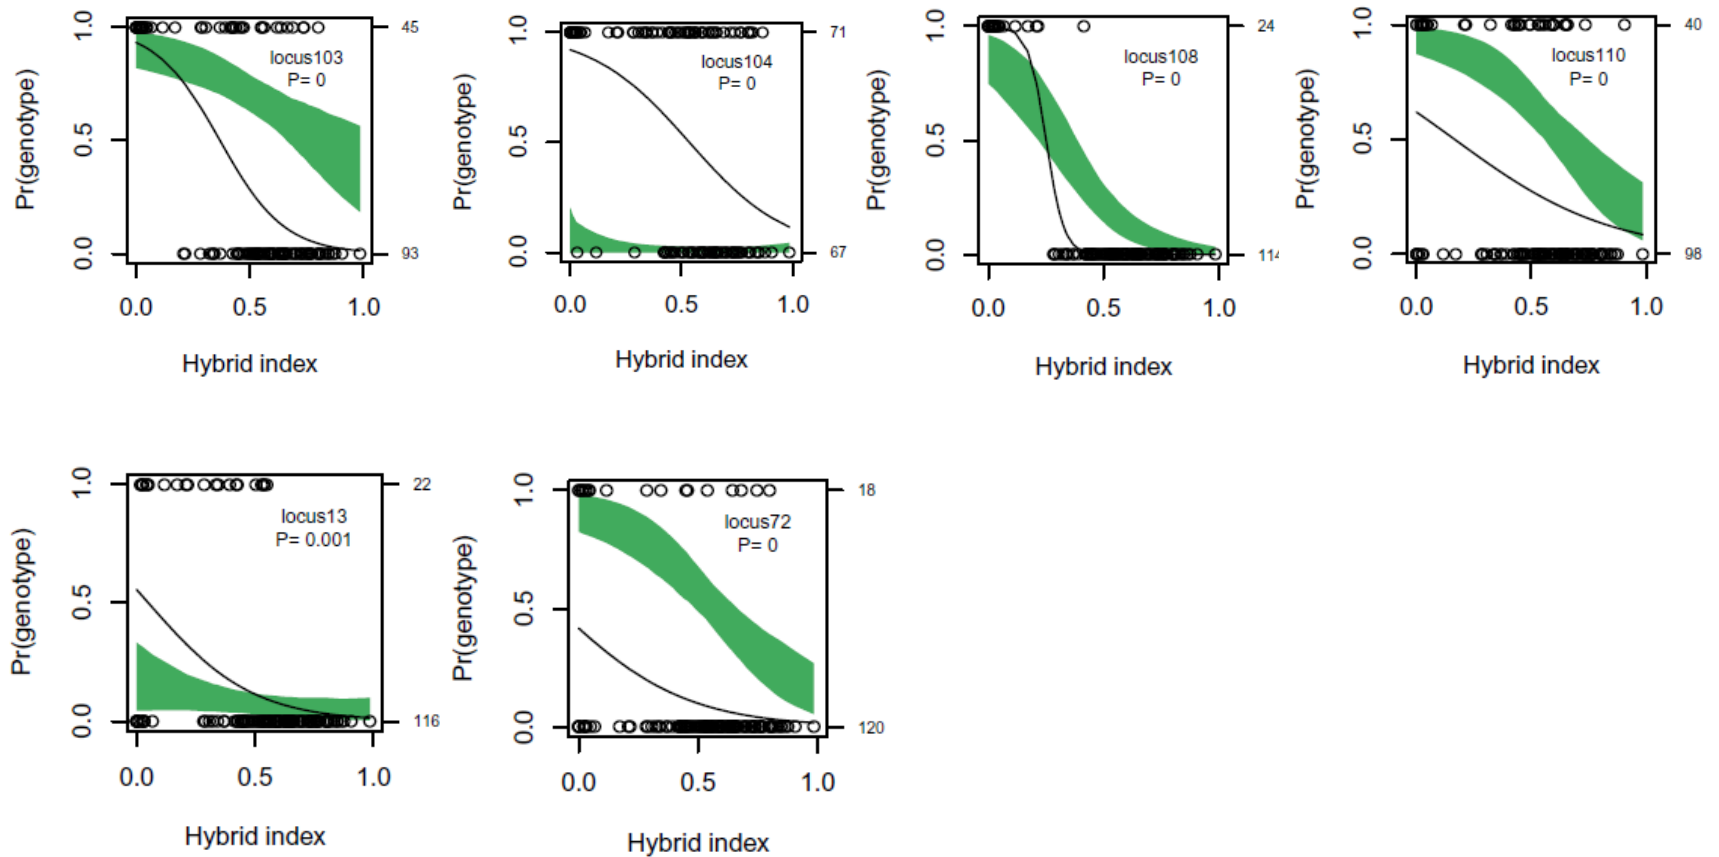 Pr(genotype)
1.0
0.5
0.0
locus103
P= 0
45
93
0.0 0.5 1.0
Hybrid index
Pr(genotype)
1.0
0.5
0.0
locus104
P= 0
71
67
0.0 0.5 1.0
Hybrid index
Pr(genotype)
1.0
0.5
0.0
locus108
P= 0
24
114
0.0 0.5 1.0
Hybrid index
Pr(genotype)
1.0
0.5
0.0
locus110
P= 0
40
98
0.0 0.5 1.0
Hybrid index
Pr(genotype)
1.0
0.5
0.0
locus13
P= 0.001
22
116
0.0 0.5 1.0
Hybrid index
Pr(genotype)
1.0
0.5
0.0
locus72
P= 0
18
120
0.0 0.5 1.0
Hybrid index